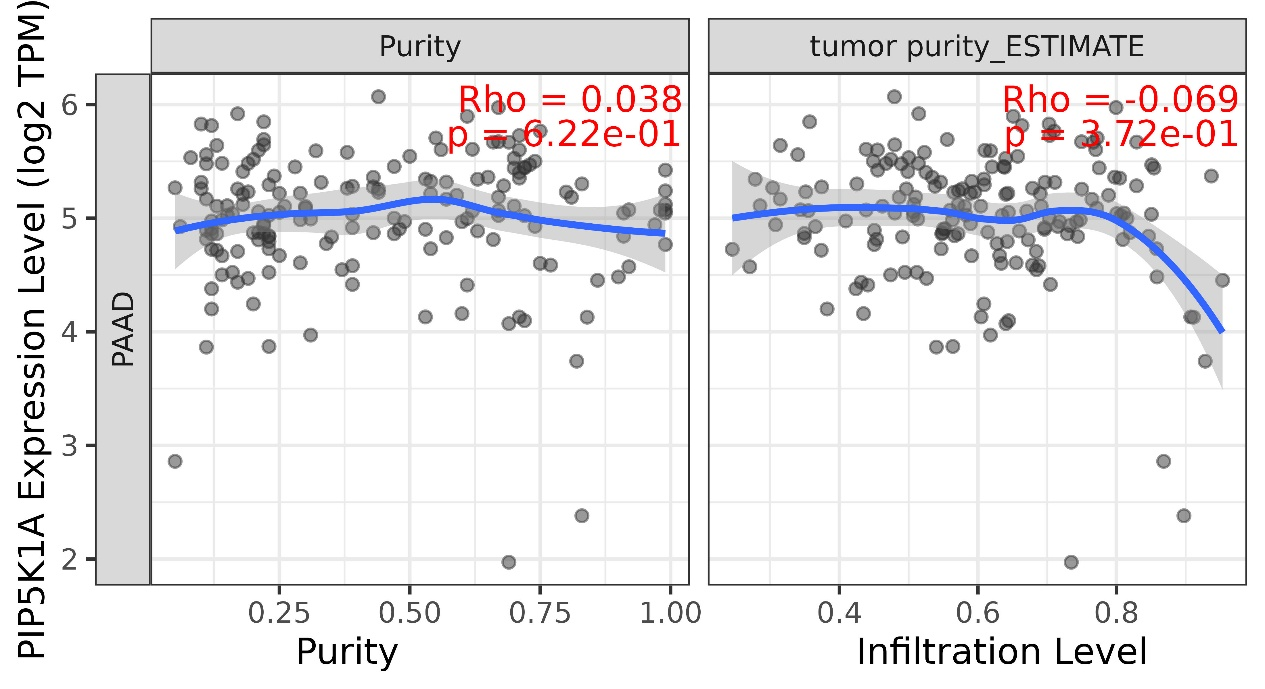 PIP5K1A Expression Level (log2 TPM)
PAAD
Purity
tumor purity_ESTIMATE
Rho = 0.038
p = 6.22e-01
Rho = -0.069
p = 3.72e-01
6
5
4
3
2
0.25 0.50 0.75 1.00
0.4 0.6 0.8
Purity
Infiltration Level